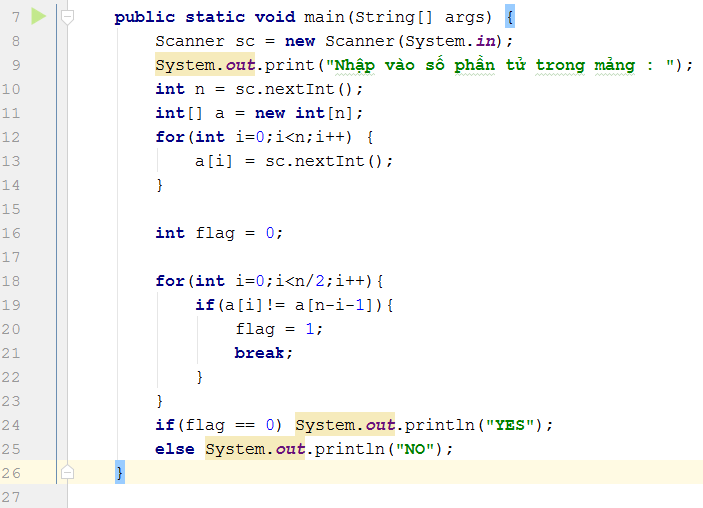 7 public static void main(String[] args) {
8 Scanner sc = new Scanner(System.in);
9 System.out.print("Nhập vào số phần tử trong mảng : ");
10 int n = sc.nextInt();
11 int[] a = new int[n];
12 for(int i=0;i<n;i++) {
13 a[i] = sc.nextInt();
14 }
15
16 int flag = 0;
17
18 for(int i=0;i<n/2;i++){
19 if(a[i]!= a[n-i-1]){
20 flag = 1;
21 break;
22 }
23 }
24 if(flag == 0) System.out.println("YES");
25 else System.out.println("NO");
26 }
27